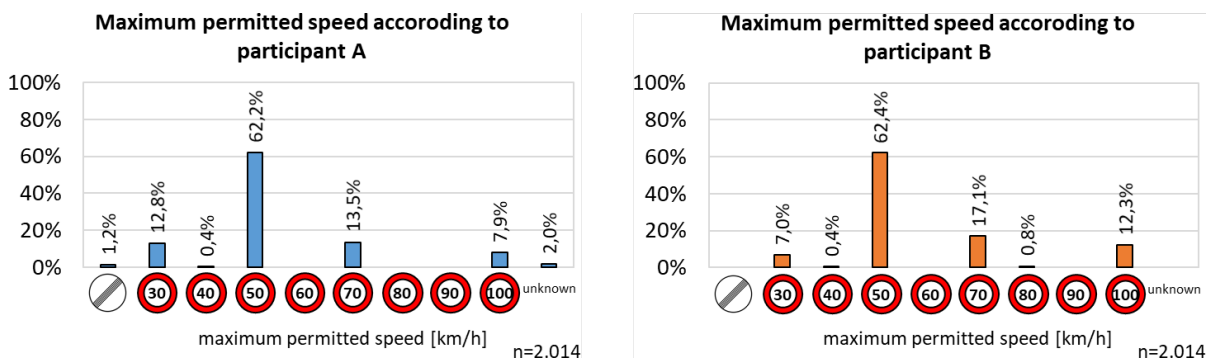 Maximum permitted speed accoroding to
participant A
100%
80%
60%
40%
20%
0%
1,2%
12,8%
0,4%
62,2%
13,5%
7,9%
2,0%
30 40 50 60 70 80 90 100 unknown
maximum permitted speed [km/h]
n=2.014
Maximum permitted speed accoroding to
participant B
100%
80%
60%
40%
20%
0%
7,0%
0,4%
62,4%
17,1%
0,8%
12,3%
30 40 50 60 70 80 90 100 unknown
maximum permitted speed [km/h]
n=2.014